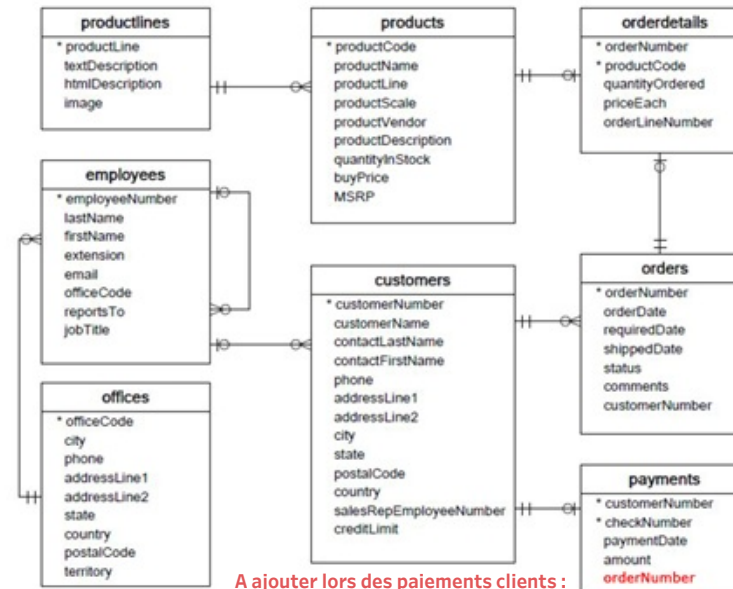 productlines
* productLine
textDescription
htmlDescription
image
products
* productCode
productName
productLine
productScale
productVendor
productDescription
quantityInStock
buyPrice
MSRP
orderdetails
* orderNumber
* productCode
quantityOrdered
priceEach
orderLineNumber
employees
* employeeNumber
lastName
firstName
extension
email
officeCode
reportsTo
jobTitle
customers
* customerNumber
customerName
contactLastName
contactFirstName
phone
addressLine1
addressLine2
city
state
postalCode
country
salesRepEmployeeNumber
creditLimit
orders
* orderNumber
orderDate
requiredDate
shippedDate
status
comments
customerNumber
offices
* officeCode
city
phone
addressLine1
addressLine2
state
country
postalCode
territory
payments
* customerNumber
* checkNumber
paymentDate
amount
orderNumber
A ajouter lors des paiements clients :